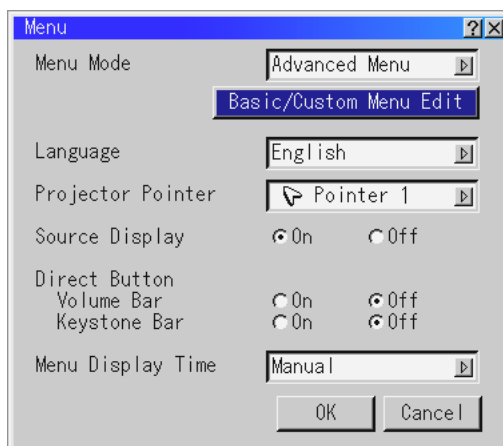 Menu ?
Menu Mode Advanced Menu
Basic/Custom Menu Edit
Language English
Projector Pointer Pointer 1
Source Display On Off
Direct Button
Volume Bar On Off
Keystone Bar On Off
Menu Display Time Manual
OK Cancel